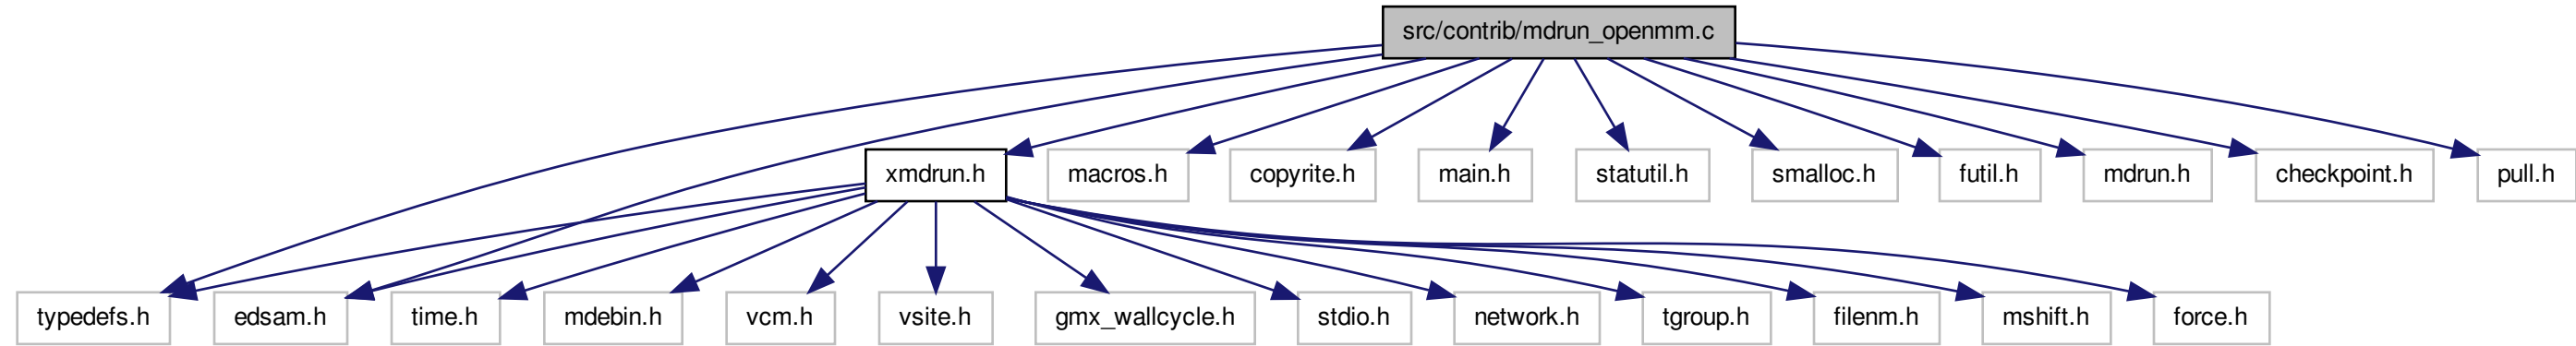 src/contrib/mdrun_openmm.c
xmdrun.h
macros.h
copyrite.h
main.h
statutil.h
smalloc.h
futil.h
mdrun.h
checkpoint.h
pull.h
typedefs.h
edsam.h
time.h
mdebin.h
vcm.h
vsite.h
gmx_wallcycle.h
stdio.h
network.h
tgroup.h
filenm.h
mshift.h
force.h